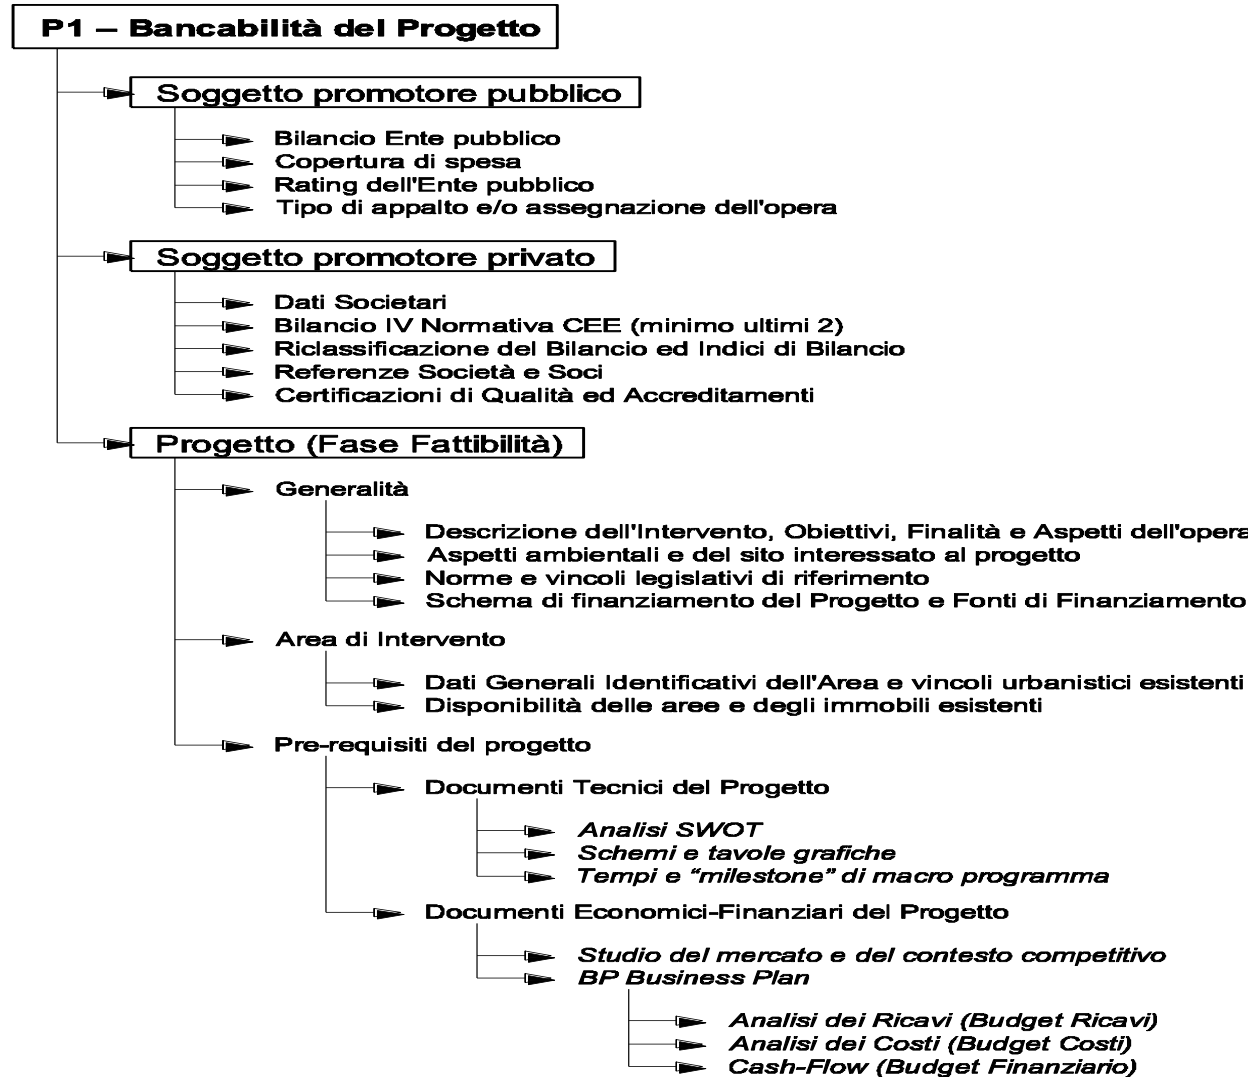 P1 – Bancabilità del Progetto
Soggetto promotore pubblico
Bilancio Ente pubblico
Copertura di spesa
Rating dell'Ente pubblico
Tipo di appalto e/o assegnazione dell'opera
Soggetto promotore privato
Dati Societari
Bilancio IV Normativa CEE (minimo ultimi 2)
Riclassificazione del Bilancio ed Indici di Bilancio
Referenze Società e Soci
Certificazioni di Qualità ed Accreditamenti
Progetto (Fase Fattibilità)
Generalità
Descrizione dell'Intervento, Obiettivi, Finalità e Aspetti dell'opera
Aspetti ambientali e del sito interessato al progetto
Norme e vincoli legislativi di riferimento
Schema di finanziamento del Progetto e Fonti di Finanziamento
Area di Intervento
Dati Generali Identificativi dell'Area e vincoli urbanistici esistenti
Disponibilità delle aree e degli immobili esistenti
Pre-requisiti del progetto
Documenti Tecnici del Progetto
Analisi SWOT
Schemi e tavole grafiche
Tempi e “milestone” di macro programma
Documenti Economici-Finanziari del Progetto
Studio del mercato e del contesto competitivo
BP Business Plan
Analisi dei Ricavi (Budget Ricavi)
Analisi dei Costi (Budget Costi)
Cash-Flow (Budget Finanziario)